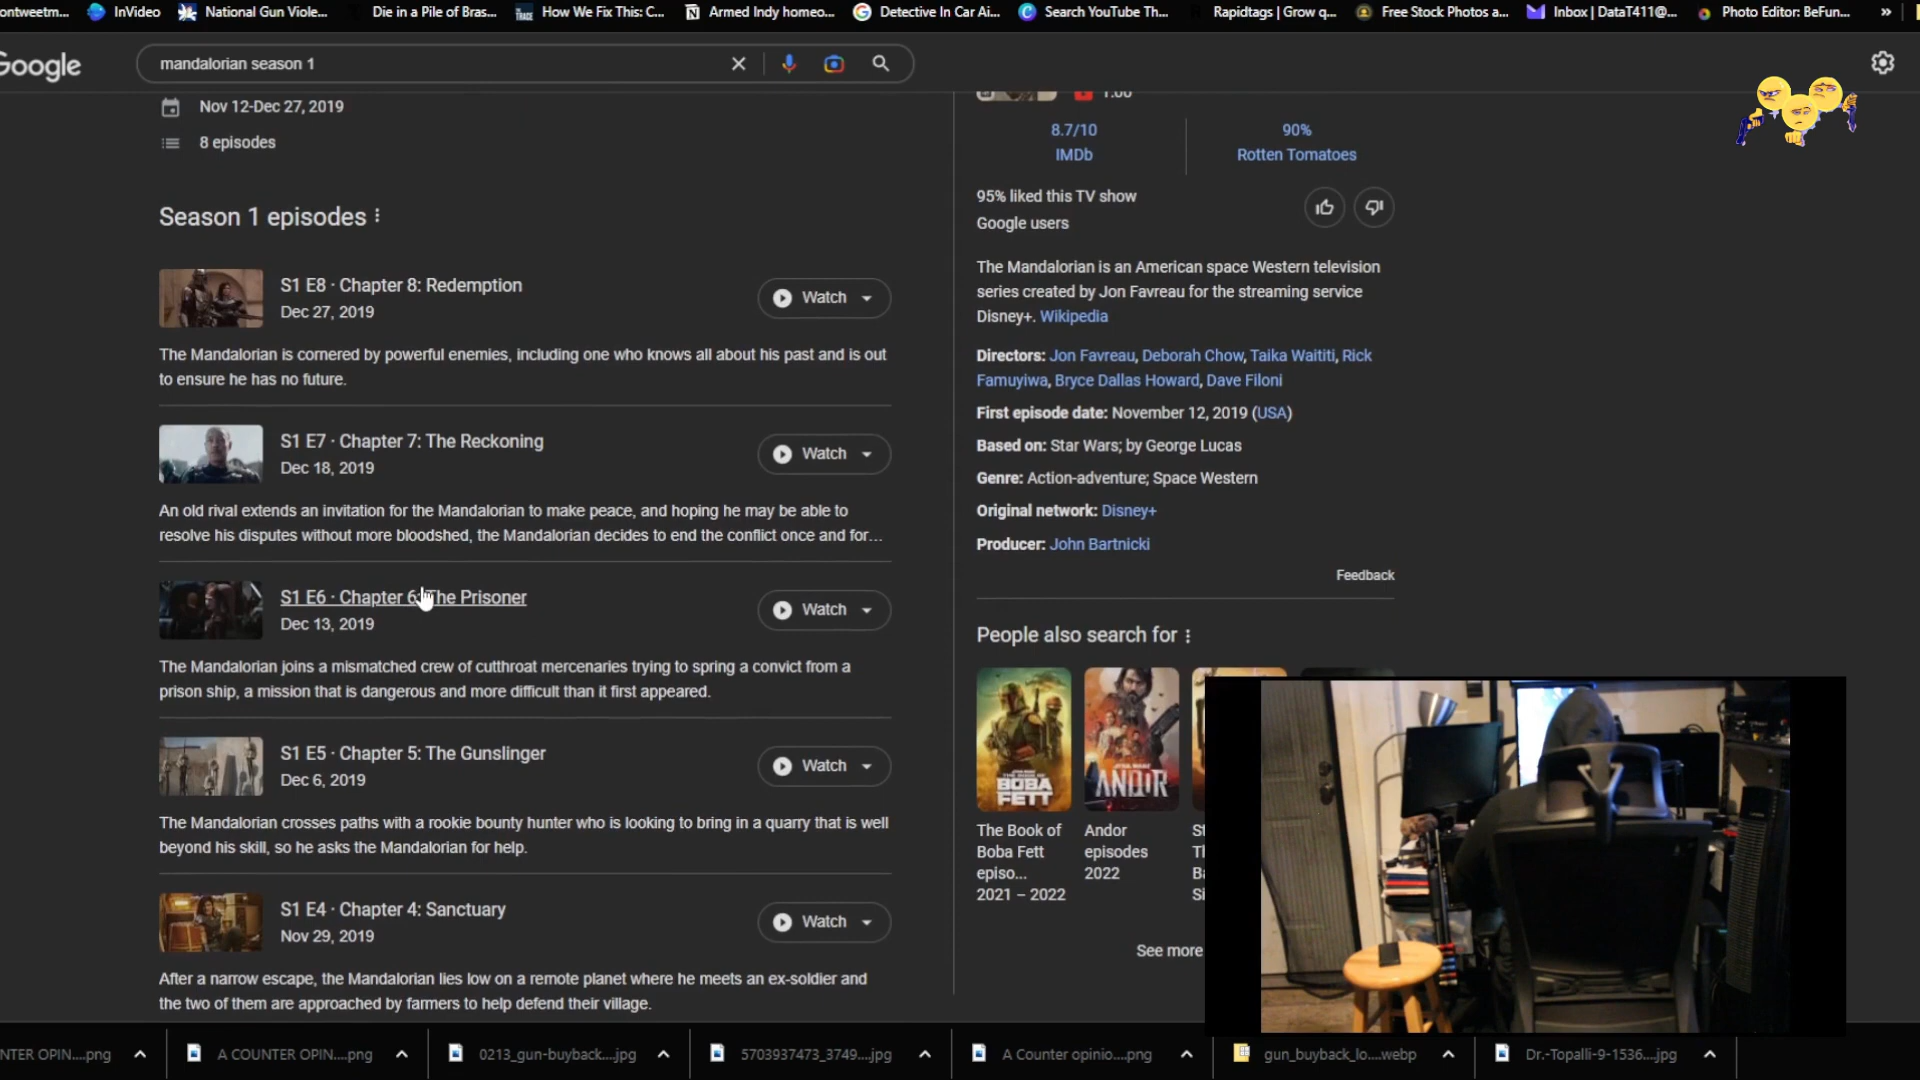 ontweetm...
InVideo
National Gun Viole...
Die in a Pile of Bras...
How We Fix This: C...
Armed Indy homeo...
Detective In Car Ai...
Search YouTube Th...
Rapidtags | Grow q...
Free Stock Photos a...
Inbox | DataT411@...
Photo Editor: BeFun...
Google
mandalorian season 1
Nov 12-Dec 27, 2019
8 episodes
Season 1 episodes
S1 E8 · Chapter 8: Redemption
Dec 27, 2019
Watch
The Mandalorian is cornered by powerful enemies, including one who knows all about his past and is out
to ensure he has no future.
S1 E7 · Chapter 7: The Reckoning
Dec 18, 2019
Watch
An old rival extends an invitation for the Mandalorian to make peace, and hoping he may be able to
resolve his disputes without more bloodshed, the Mandalorian decides to end the conflict once and for...
S1 E6 · Chapter 6: The Prisoner
Dec 13, 2019
Watch
The Mandalorian joins a mismatched crew of cutthroat mercenaries trying to spring a convict from a
prison ship, a mission that is dangerous and more difficult than it first appeared.
S1 E5 · Chapter 5: The Gunslinger
Dec 6, 2019
Watch
The Mandalorian crosses paths with a rookie bounty hunter who is looking to bring in a quarry that is well
beyond his skill, so he asks the Mandalorian for help.
S1 E4 · Chapter 4: Sanctuary
Nov 29, 2019
Watch
After a narrow escape, the Mandalorian lies low on a remote planet where he meets an ex-soldier and
the two of them are approached by farmers to help defend their village.
1:00
8.7/10
IMDb
90%
Rotten Tomatoes
95% liked this TV show
Google users
The Mandalorian is an American space Western television
series created by Jon Favreau for the streaming service
Disney+. Wikipedia
Directors: Jon Favreau, Deborah Chow, Taika Waititi, Rick
Famuyiwa, Bryce Dallas Howard, Dave Filoni
First episode date: November 12, 2019 (USA)
Based on: Star Wars; by George Lucas
Genre: Action-adventure; Space Western
Original network: Disney+
Producer: John Bartnicki
Feedback
People also search for
THE BOOK OF
BOBA
FETT
ANDOR
The Book of
Boba Fett
episo...
2021 – 2022
Andor
episodes
2022
See more
NTER OPIN....png
A COUNTER OPIN....png
0213_gun-buyback....jpg
5703937473_3749....jpg
A Counter opinio....png
gun_buyback_lo....webp
Dr.-Topalli-9-1536....jpg